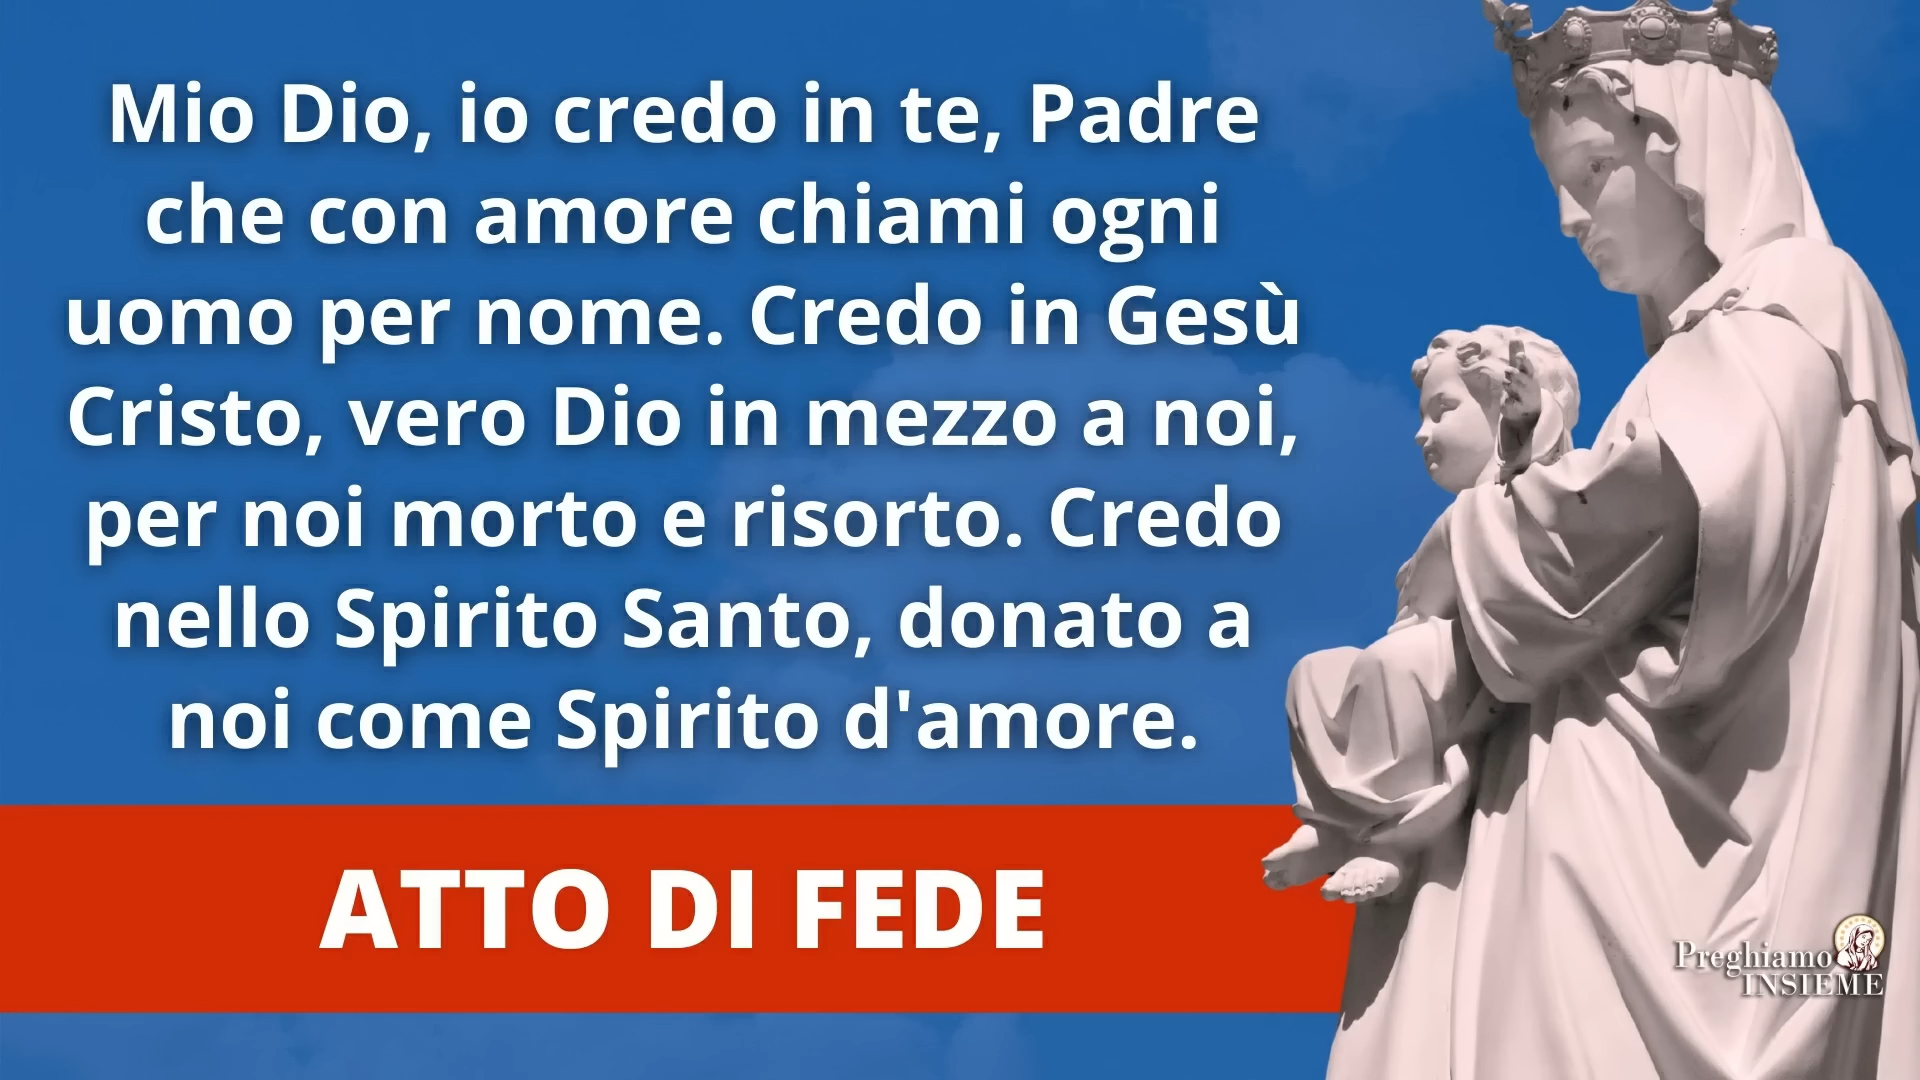 Mio Dio, io credo in te, Padre
che con amore chiami ogni
uomo per nome. Credo in Gesù
Cristo, vero Dio in mezzo a noi,
per noi morto e risorto. Credo
nello Spirito Santo, donato a
noi come Spirito d'amore.
ATTO DI FEDE
Preghiamo
INSIEME